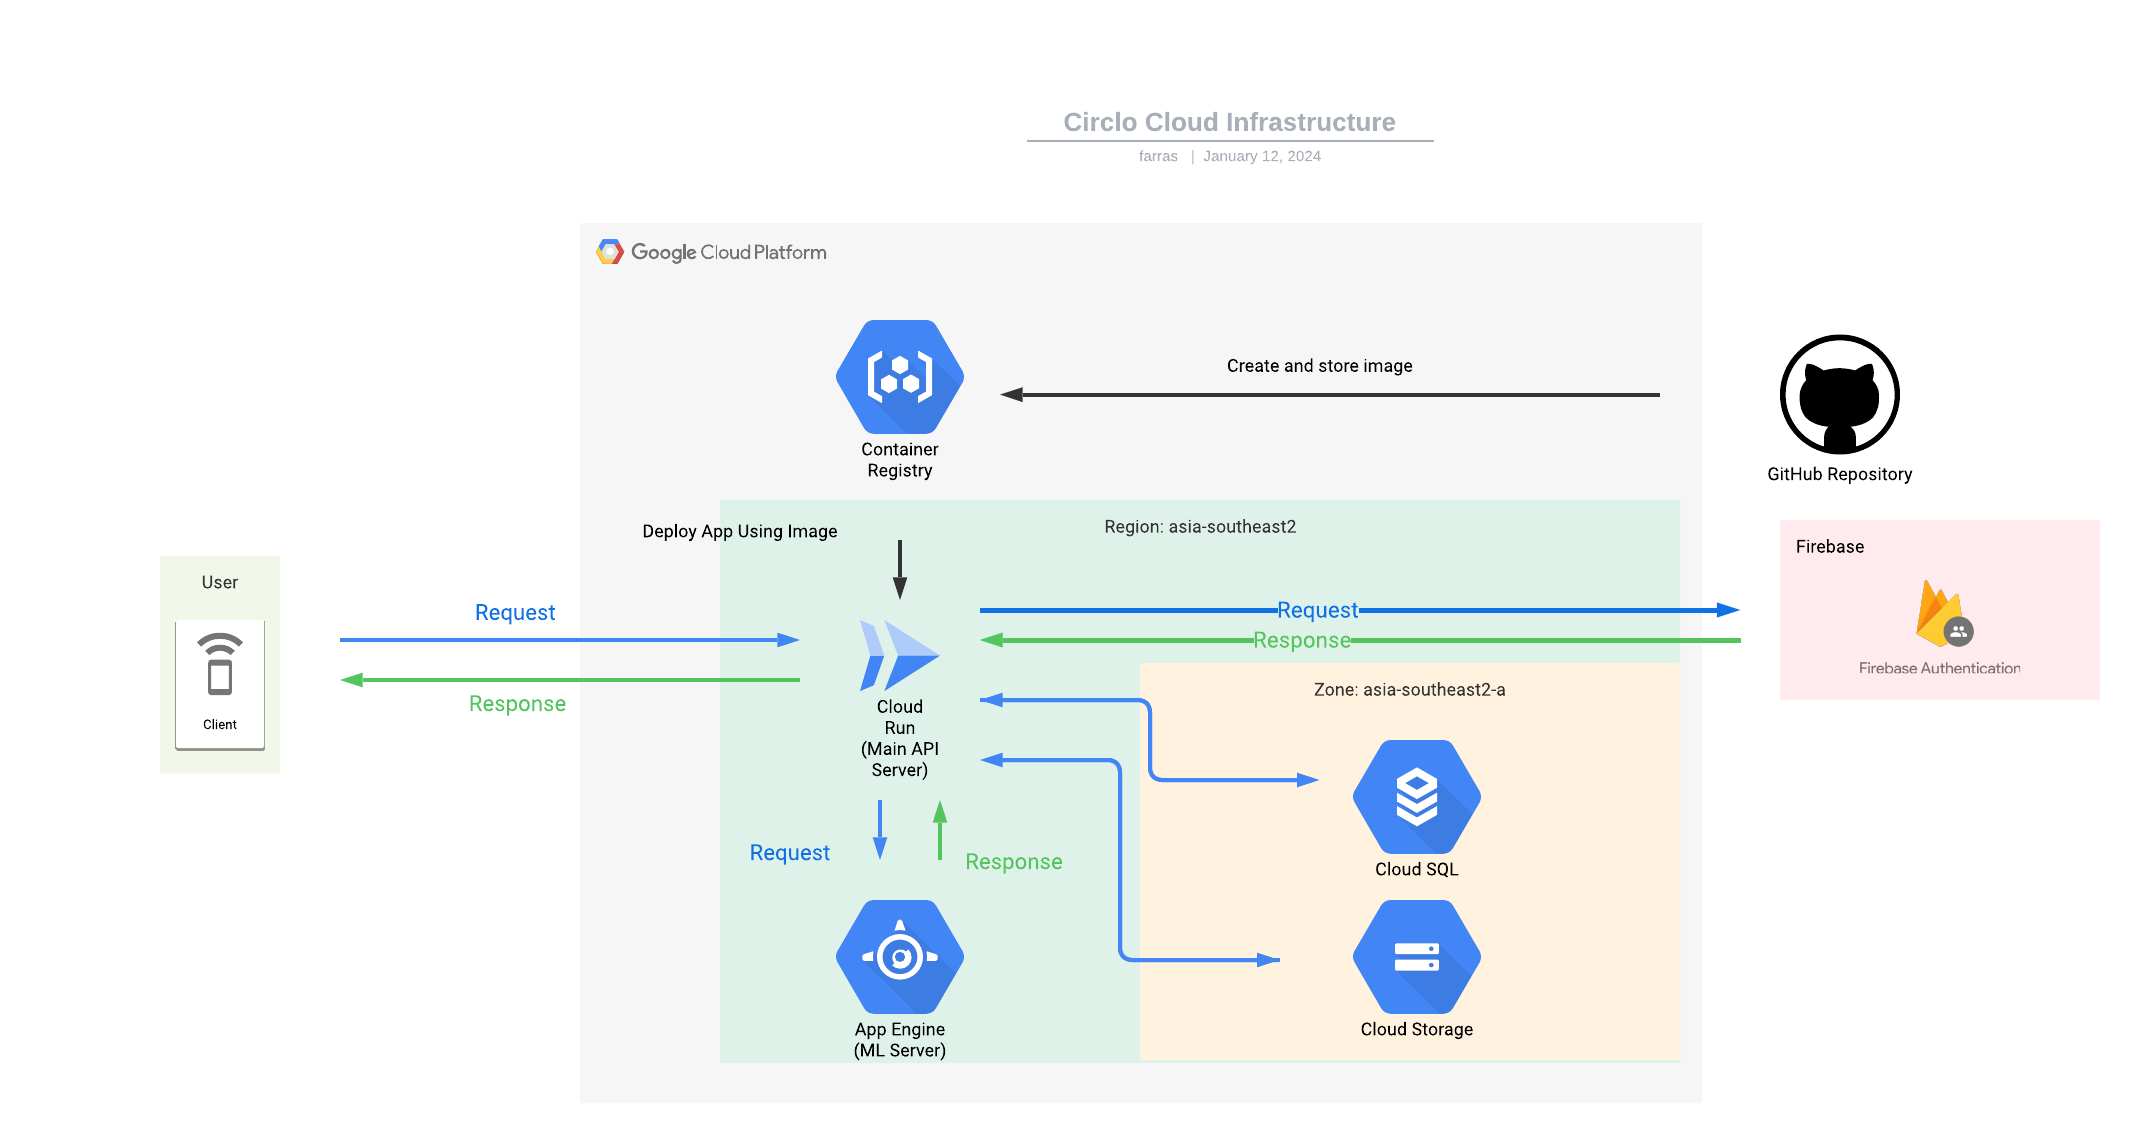 Circlo Cloud Infrastructure
farras | January 12, 2024
Google Cloud Platform
Create and store image
Container
Registry
GitHub Repository
Deploy App Using Image
Region: asia-southeast2
Firebase
User
Request
Request
Response
Firebase Authentication
Zone: asia-southeast2-a
Response
Client
Cloud
Run
(Main API
Server)
Request
Response
Cloud SQL
App Engine
(ML Server)
Cloud Storage